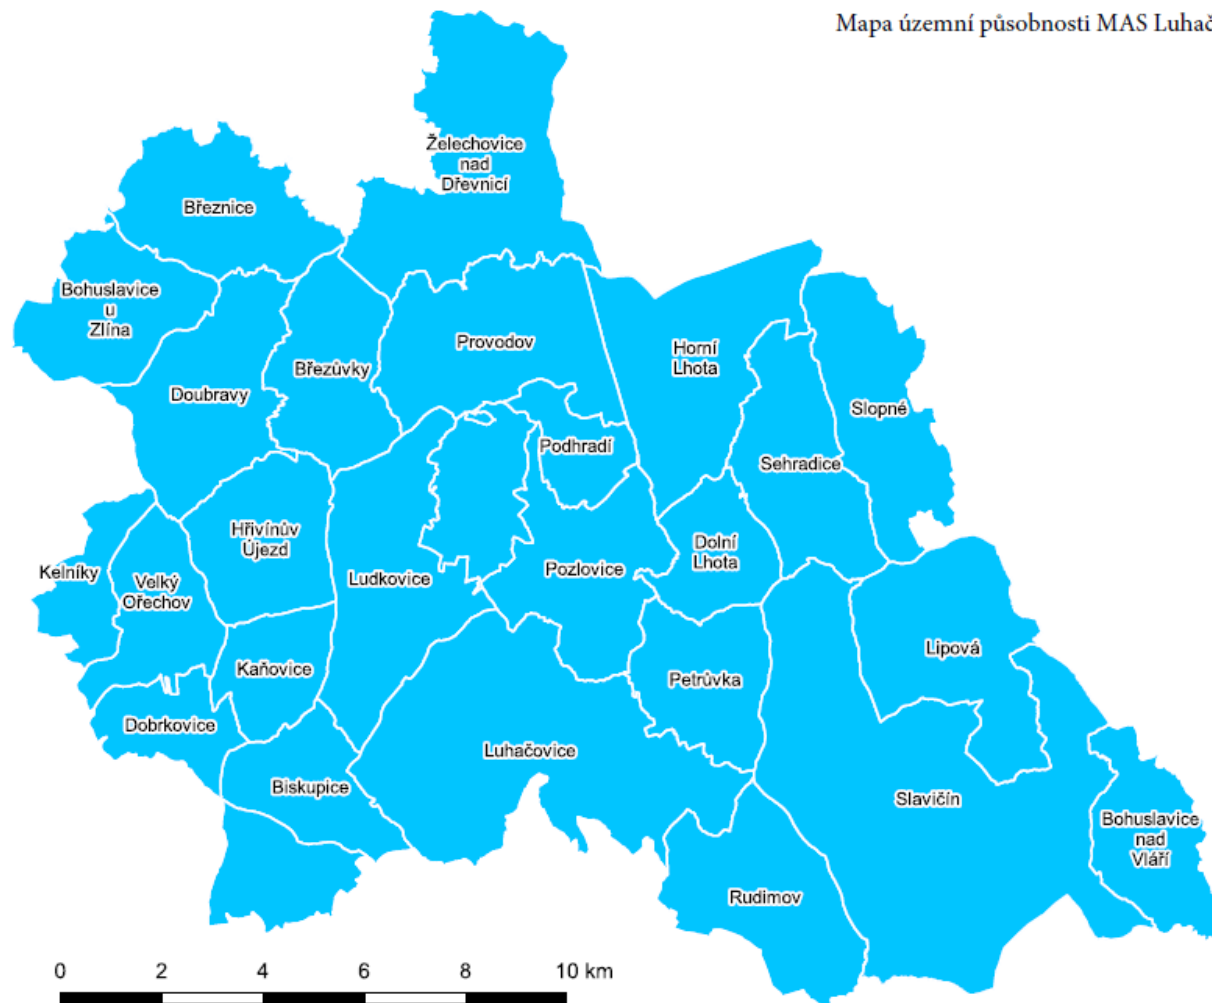 Mapa územní působnosti MAS Luhač
Želechovice
nad
Dřevnicí
Březnice
Bohuslavice
u
Zlína
Provodov
Horní
Lhota
Březůvky
Doubravy
Slopné
Podhradí
Sehradice
Hřivínův
Újezd
Dolní
Lhota
Kelníky
Velký
Ořechov
Ludkovice
Pozlovice
Lipová
Kaňovice
Petrůvka
Dobrkovice
Luhačovice
Biskupice
Slavičín
Bohuslavice
nad
Vláří
Rudimov
0 2 4 6 8 10 km